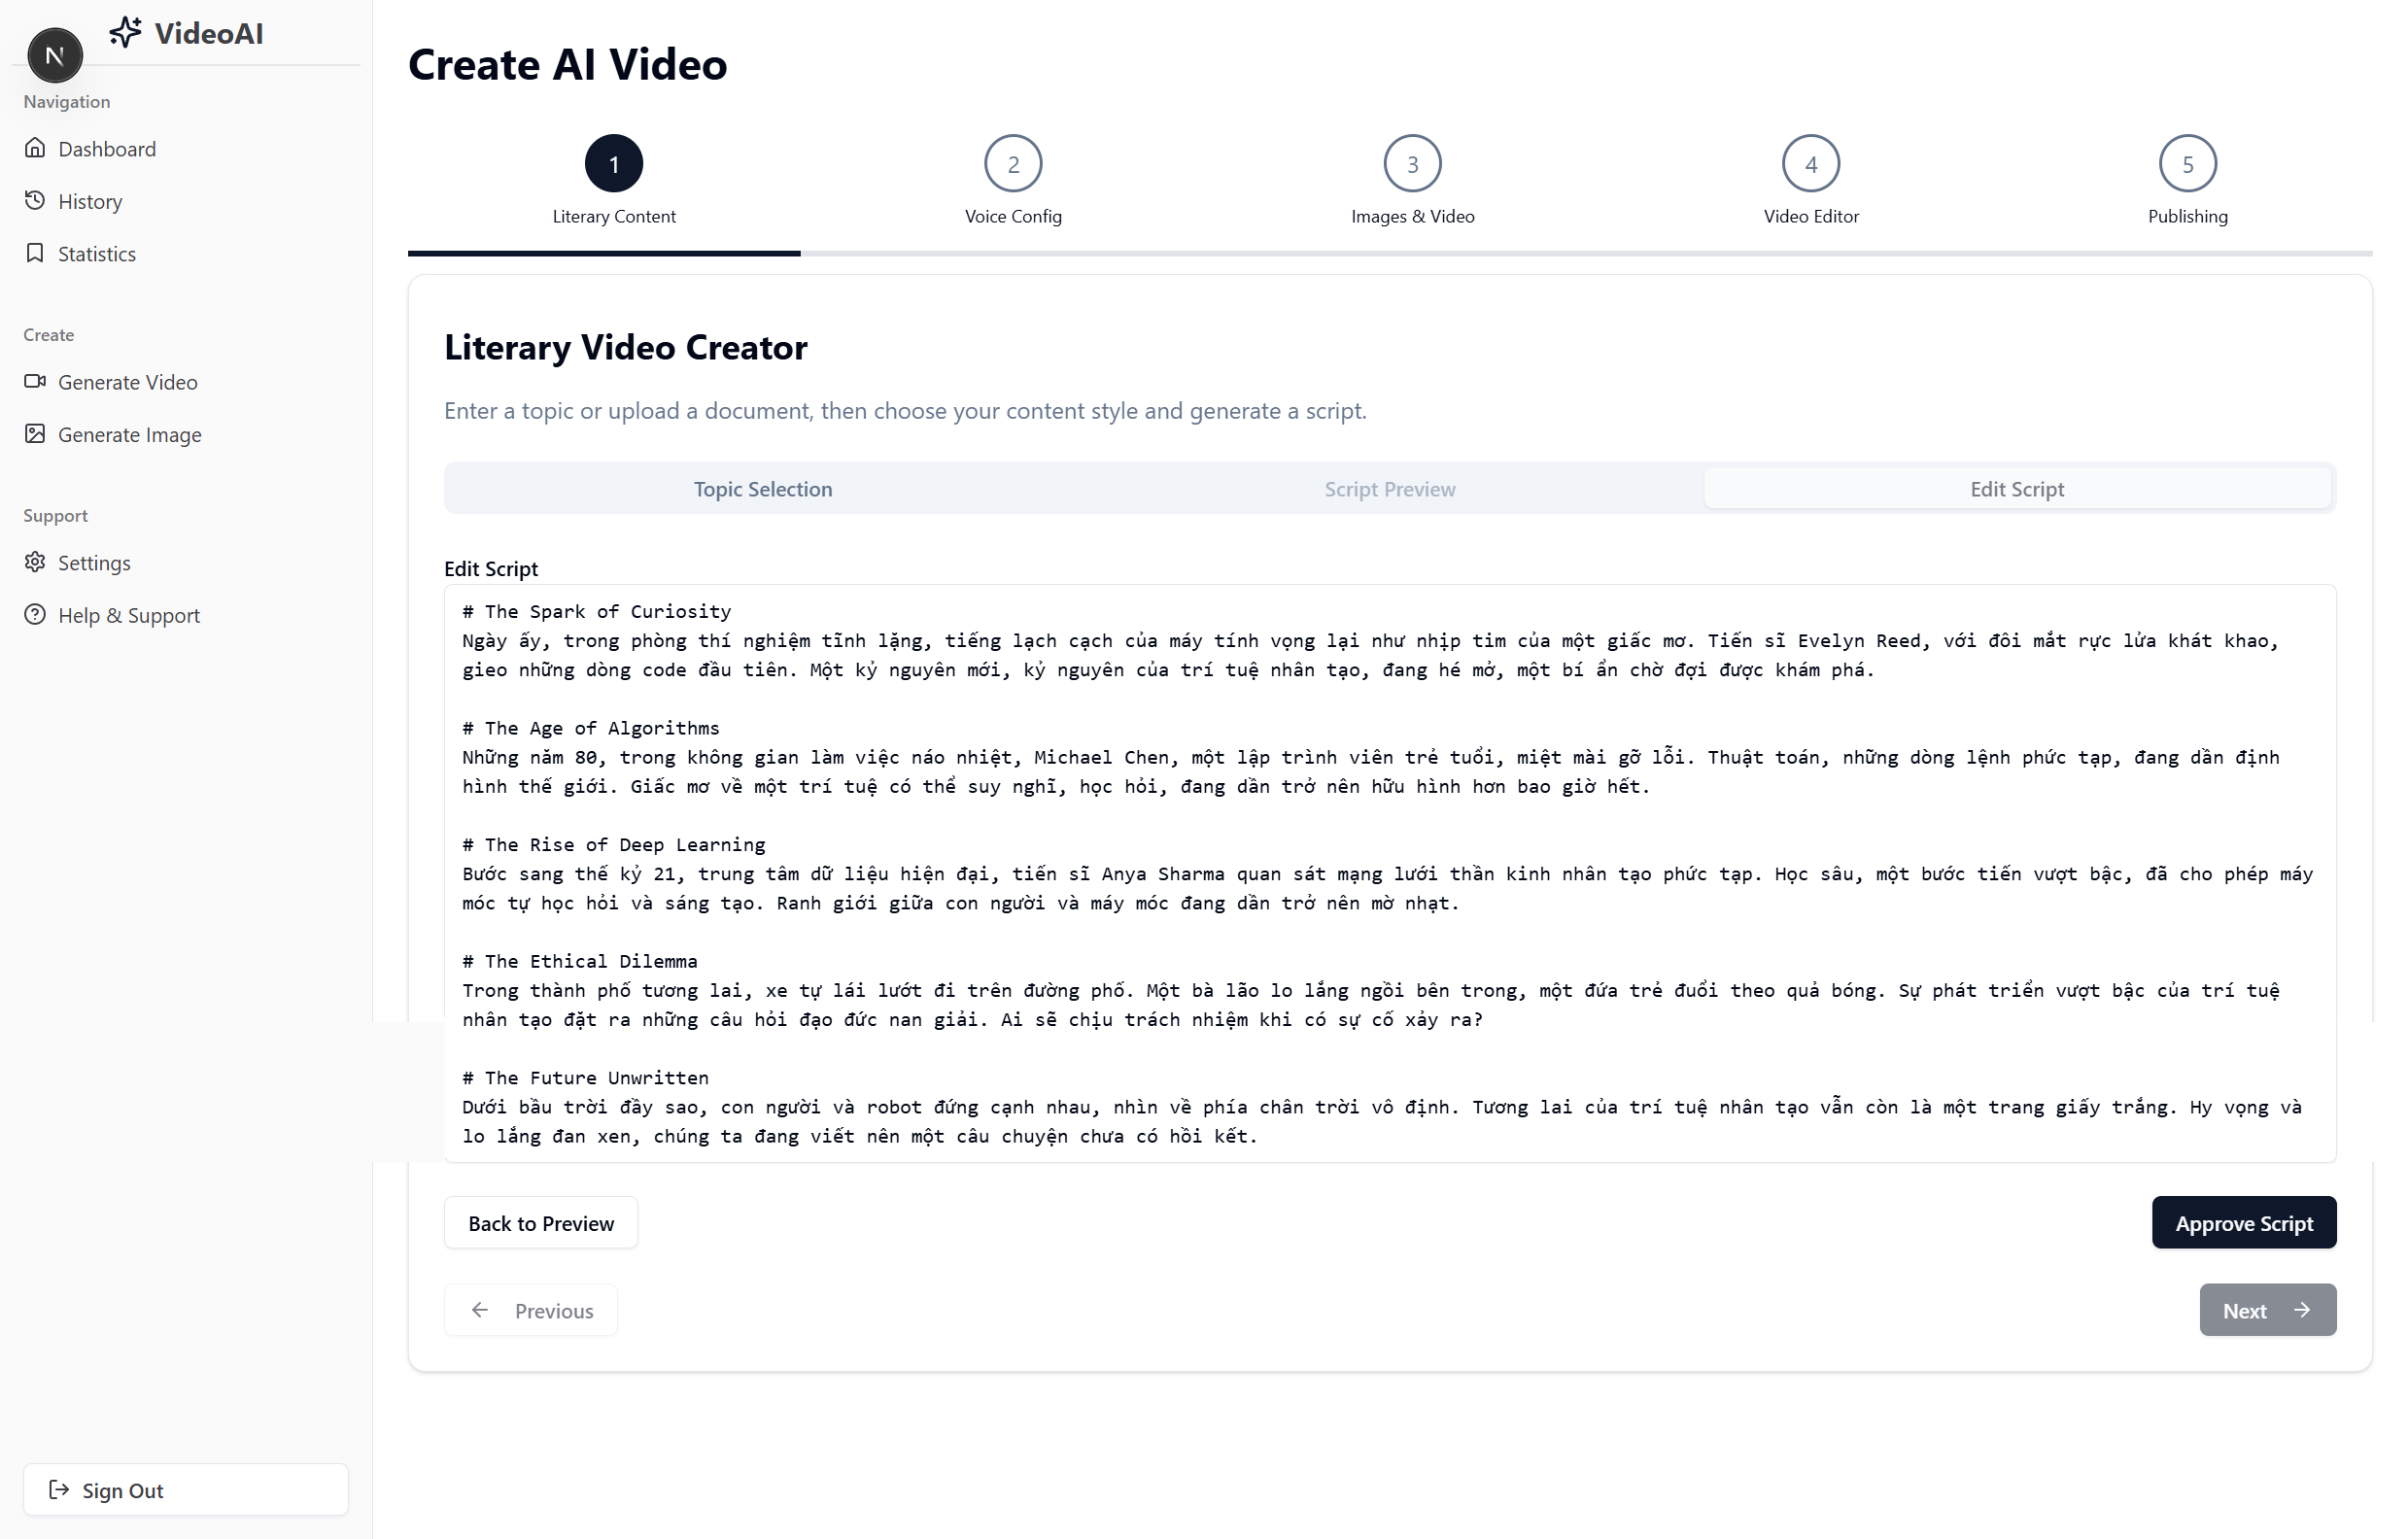 N
VideoAI
Navigation
Dashboard
History
Statistics
Create
Generate Video
Generate Image
Support
Settings
Help & Support
Sign Out
Create AI Video
1
2
3
4
5
Literary Content
Voice Config
Images & Video
Video Editor
Publishing
Literary Video Creator
Enter a topic or upload a document, then choose your content style and generate a script.
Topic Selection
Script Preview
Edit Script
Edit Script
# The Spark of Curiosity
Ngày ấy, trong phòng thí nghiệm tĩnh lặng, tiếng lạch cạch của máy tính vọng lại như nhịp tim của một giấc mơ. Tiến sĩ Evelyn Reed, với đôi mắt rực lửa khát khao,
gieo những dòng code đầu tiên. Một kỷ nguyên mới, kỷ nguyên của trí tuệ nhân tạo, đang hé mở, một bí ẩn chờ đợi được khám phá.
# The Age of Algorithms
Những năm 80, trong không gian làm việc náo nhiệt, Michael Chen, một lập trình viên trẻ tuổi, miệt mài gỡ lỗi. Thuật toán, những dòng lệnh phức tạp, đang dần định
hình thế giới. Giấc mơ về một trí tuệ có thể suy nghĩ, học hỏi, đang dần trở nên hữu hình hơn bao giờ hết.
# The Rise of Deep Learning
Bước sang thế kỷ 21, trung tâm dữ liệu hiện đại, tiến sĩ Anya Sharma quan sát mạng lưới thần kinh nhân tạo phức tạp. Học sâu, một bước tiến vượt bậc, đã cho phép máy
móc tự học hỏi và sáng tạo. Ranh giới giữa con người và máy móc đang dần trở nên mờ nhạt.
# The Ethical Dilemma
Trong thành phố tương lai, xe tự lái lướt đi trên đường phố. Một bà lão lo lắng ngồi bên trong, một đứa trẻ đuổi theo quả bóng. Sự phát triển vượt bậc của trí tuệ
nhân tạo đặt ra những câu hỏi đạo đức nan giải. Ai sẽ chịu trách nhiệm khi có sự cố xảy ra?
# The Future Unwritten
Dưới bầu trời đầy sao, con người và robot đứng cạnh nhau, nhìn về phía chân trời vô định. Tương lai của trí tuệ nhân tạo vẫn còn là một trang giấy trắng. Hy vọng và
lo lắng đan xen, chúng ta đang viết nên một câu chuyện chưa có hồi kết.
Back to Preview
Approve Script
Previous
Next